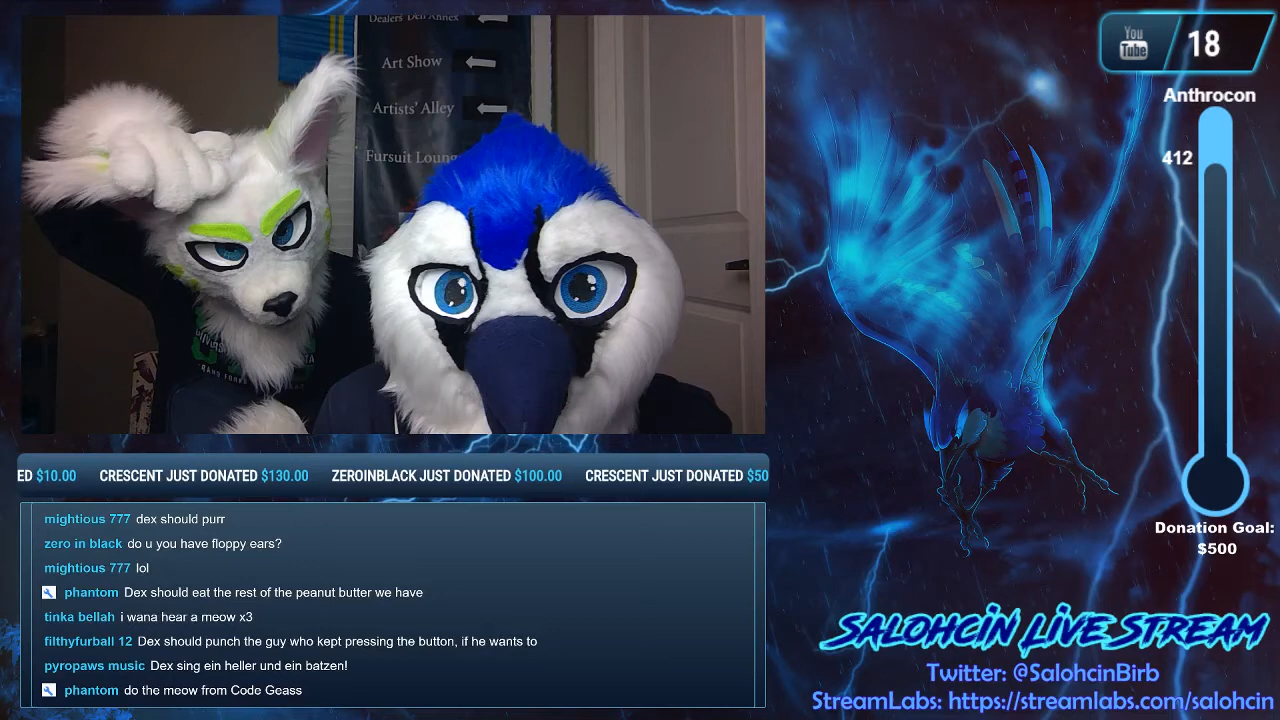 Dealers' Den Annex
Art Show
Artists' Alley
Fursuit Loung
You
Tube
18
Anthrocon
412
Donation Goal:
$500
ED $10.00 CRESCENT JUST DONATED $130.00 ZEROINBLACK JUST DONATED $100.00 CRESCENT JUST DONATED $50
mightious 777 dex should purr
zero in black do u you have floppy ears?
mightious 777 lol
phantom Dex should eat the rest of the peanut butter we have
tinka bellah i wana hear a meow x3
filthyfurball 12 Dex should punch the guy who kept pressing the button, if he wants to
pyropaws music Dex sing ein heller und ein batzen!
phantom do the meow from Code Geass
Salohcin Live Stream
Twitter: @SalohcinBirb
StreamLabs: https://streamlabs.com/salohcin